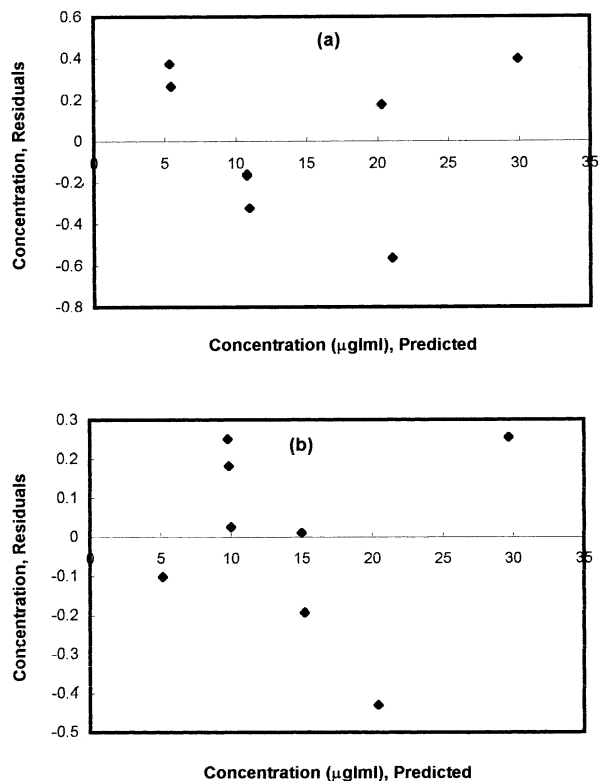 (a)
Concentration, Residuals
0.6
0.4
0.2
0
-0.2
-0.4
-0.6
-0.8
0 5 10 15 20 25 30 35
Concentration (μglml), Predicted
(b)
Concentration, Residuals
0.3
0.2
0.1
0
-0.1
-0.2
-0.3
-0.4
-0.5
0 5 10 15 20 25 30 35
Concentration (μglml), Predicted